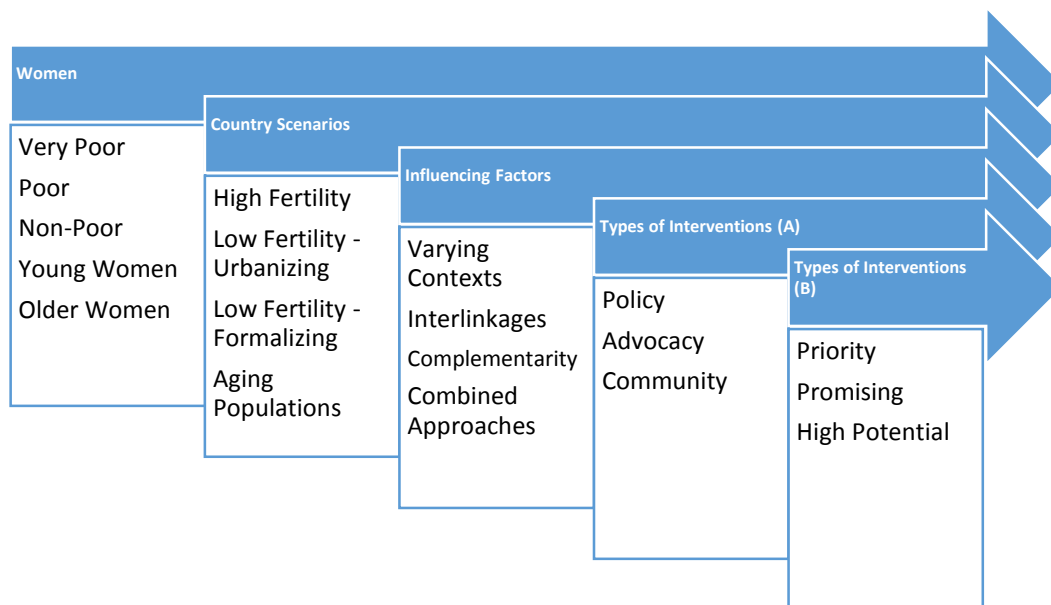 Women
Very Poor
Poor
Non-Poor
Young Women
Older Women
Country Scenarios
High Fertility
Low Fertility -
Urbanizing
Low Fertility -
Formalizing
Aging
Populations
Influencing Factors
Varying
Contexts
Interlinkages
Complementarity
Combined
Approaches
Types of Interventions (A)
Policy
Advocacy
Community
Types of Interventions
(B)
Priority
Promising
High Potential